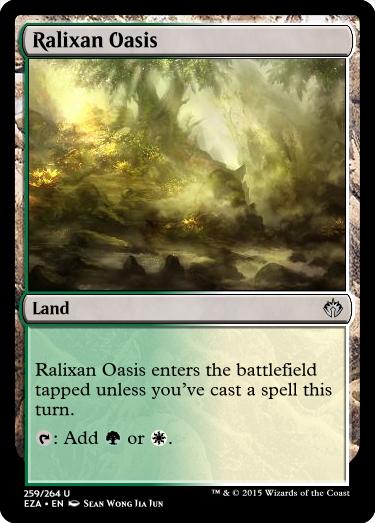 Ralixan Oasis
Land
Ralixan Oasis enters the battlefield
tapped unless you've cast a spell this
turn.
: Add or .
259/264 U
EZA • EN SEAN WONG JIA JUN
™ & © 2015 Wizards of the Coast